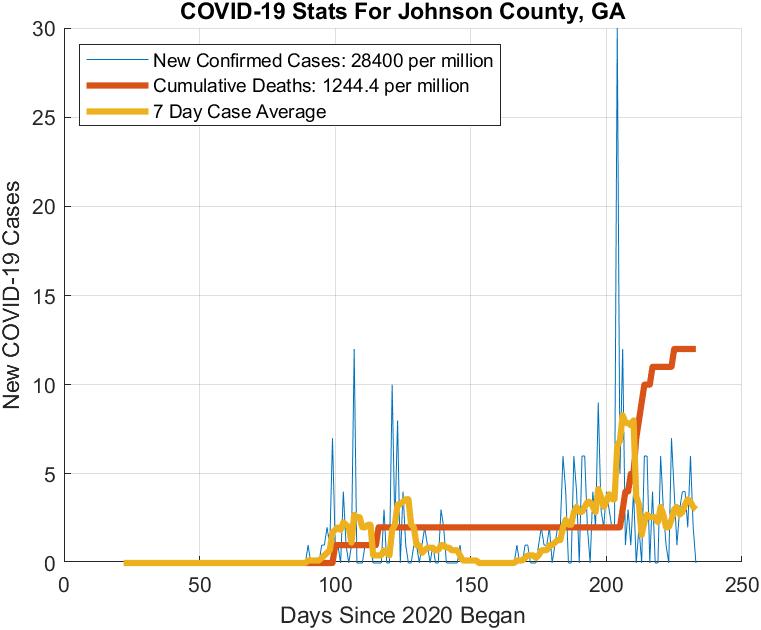 COVID-19 Stats For Johnson County, GA
New Confirmed Cases: 28400 per million
Cumulative Deaths: 1244.4 per million
7 Day Case Average
New COVID-19 Cases
30
25
20
15
10
5
0
0 50 100 150 200 250
Days Since 2020 Began